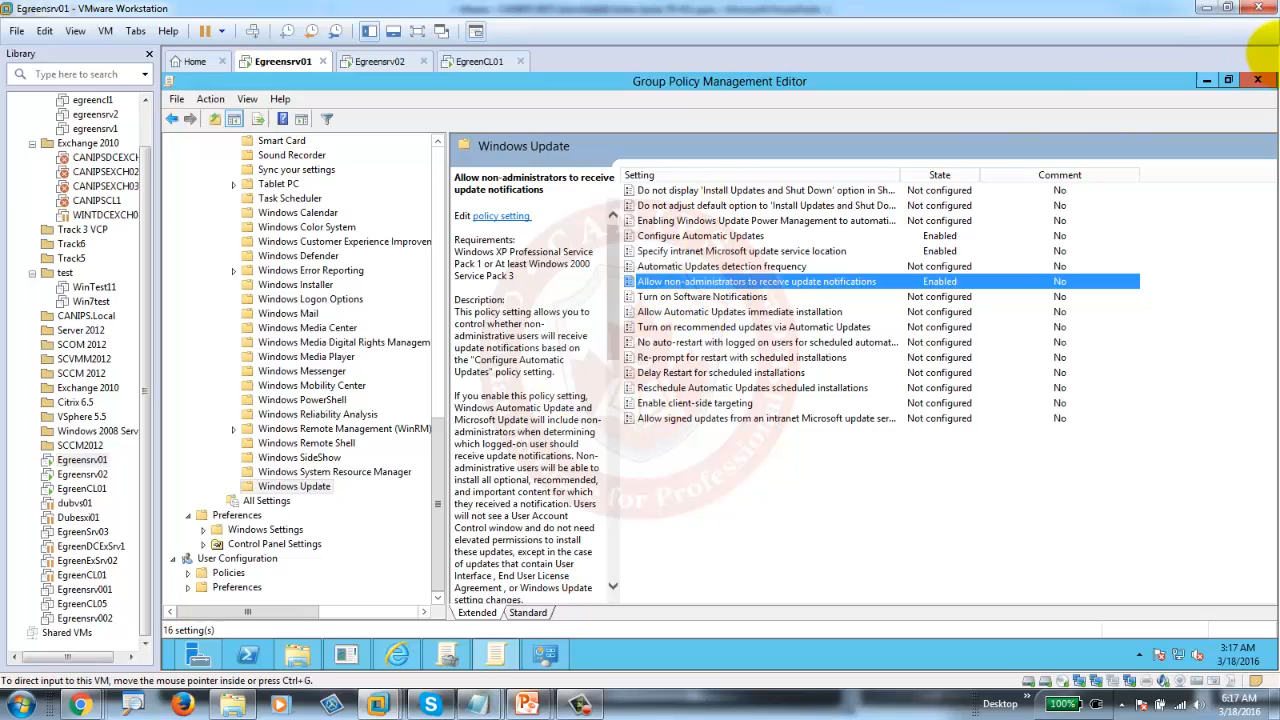 Egreensrv01 - VMware Workstation
File Edit View VM Tabs Help
Library
Type here to search
egreencl1
egreensrv2
egreensrv1
Exchange 2010
CANIPSDCEXCH
CANIPSEXCH02
CANIPSEXCH03
CANIPSCL1
WINTDCEXCH0
Track 3 VCP
Track6
Track5
test
WinTest11
Win7test
CANIPS.Local
Server 2012
SCOM 2012
SCVMM2012
SCCM 2012
Exchange 2010
Citrix 6.5
VSphere 5.5
Windows 2008 Serv
SCCM2012
Egreensrv01
Egreensrv02
EgreenCL01
dubvs01
Dubesxi01
EgreenSrv03
EgreenDCExSrv1
EgreenExSrv02
EgreenCL01
Egreensrv001
EgreenCL05
Egreensrv002
Shared VMs
Home Egreensrv01 Egreensrv02 EgreenCL01
Group Policy Management Editor
File Action View Help
Smart Card
Sound Recorder
Sync your settings
Tablet PC
Task Scheduler
Windows Calendar
Windows Color System
Windows Customer Experience Improven
Windows Defender
Windows Error Reporting
Windows Installer
Windows Logon Options
Windows Mail
Windows Media Center
Windows Media Digital Rights Managem
Windows Media Player
Windows Messenger
Windows Mobility Center
Windows PowerShell
Windows Reliability Analysis
Windows Remote Management (WinRM)
Windows Remote Shell
Windows SideShow
Windows System Resource Manager
Windows Update
All Settings
Preferences
Windows Settings
Control Panel Settings
User Configuration
Policies
Preferences
Windows Update
Allow non-administrators to receive
update notifications
Edit policy setting
Requirements:
Windows XP Professional Service
Pack 1 or At least Windows 2000
Service Pack 3
Description:
This policy setting allows you to
control whether non-
administrative users will receive
update notifications based on
the "Configure Automatic
Updates" policy setting.
If you enable this policy setting,
Windows Automatic Update and
Microsoft Update will include non-
administrators when determining
which logged-on user should
receive update notifications. Non-
administrative users will be able to
install all optional, recommended,
and important content for which
they received a notification. Users
will not see a User Account
Control window and do not need
elevated permissions to install
these updates, except in the case
of updates that contain User
Interface , End User License
Agreement , or Windows Update
setting changes.
Setting State Comment
Do not display 'Install Updates and Shut Down' option in Sh... Not configured No
Do not adjust default option to 'Install Updates and Shut Do... Not configured No
Enabling Windows Update Power Management to automati... Not configured No
Configure Automatic Updates Enabled No
Specify intranet Microsoft update service location Enabled No
Automatic Updates detection frequency Not configured No
Allow non-administrators to receive update notifications Enabled No
Turn on Software Notifications Not configured No
Allow Automatic Updates immediate installation Not configured No
Turn on recommended updates via Automatic Updates Not configured No
No auto-restart with logged on users for scheduled automat... Not configured No
Re-prompt for restart with scheduled installations Not configured No
Delay Restart for scheduled installations Not configured No
Reschedule Automatic Updates scheduled installations Not configured No
Enable client-side targeting Not configured No
Allow signed updates from an intranet Microsoft update ser... Not configured No
for Profess
Extended Standard
16 setting(s)
3:17 AM
3/18/2016
To direct input to this VM, move the mouse pointer inside or press Ctrl+G.
Desktop
100%
6:17 AM
3/18/2016